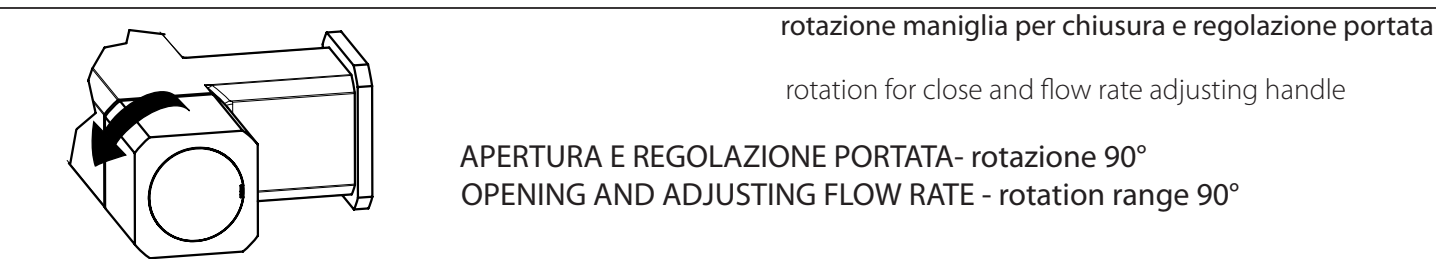 rotazione maniglia per chiusura e regolazione portata
rotation for close and flow rate adjusting handle
APERTURA E REGOLAZIONE PORTATA- rotazione 90°
OPENING AND ADJUSTING FLOW RATE - rotation range 90°